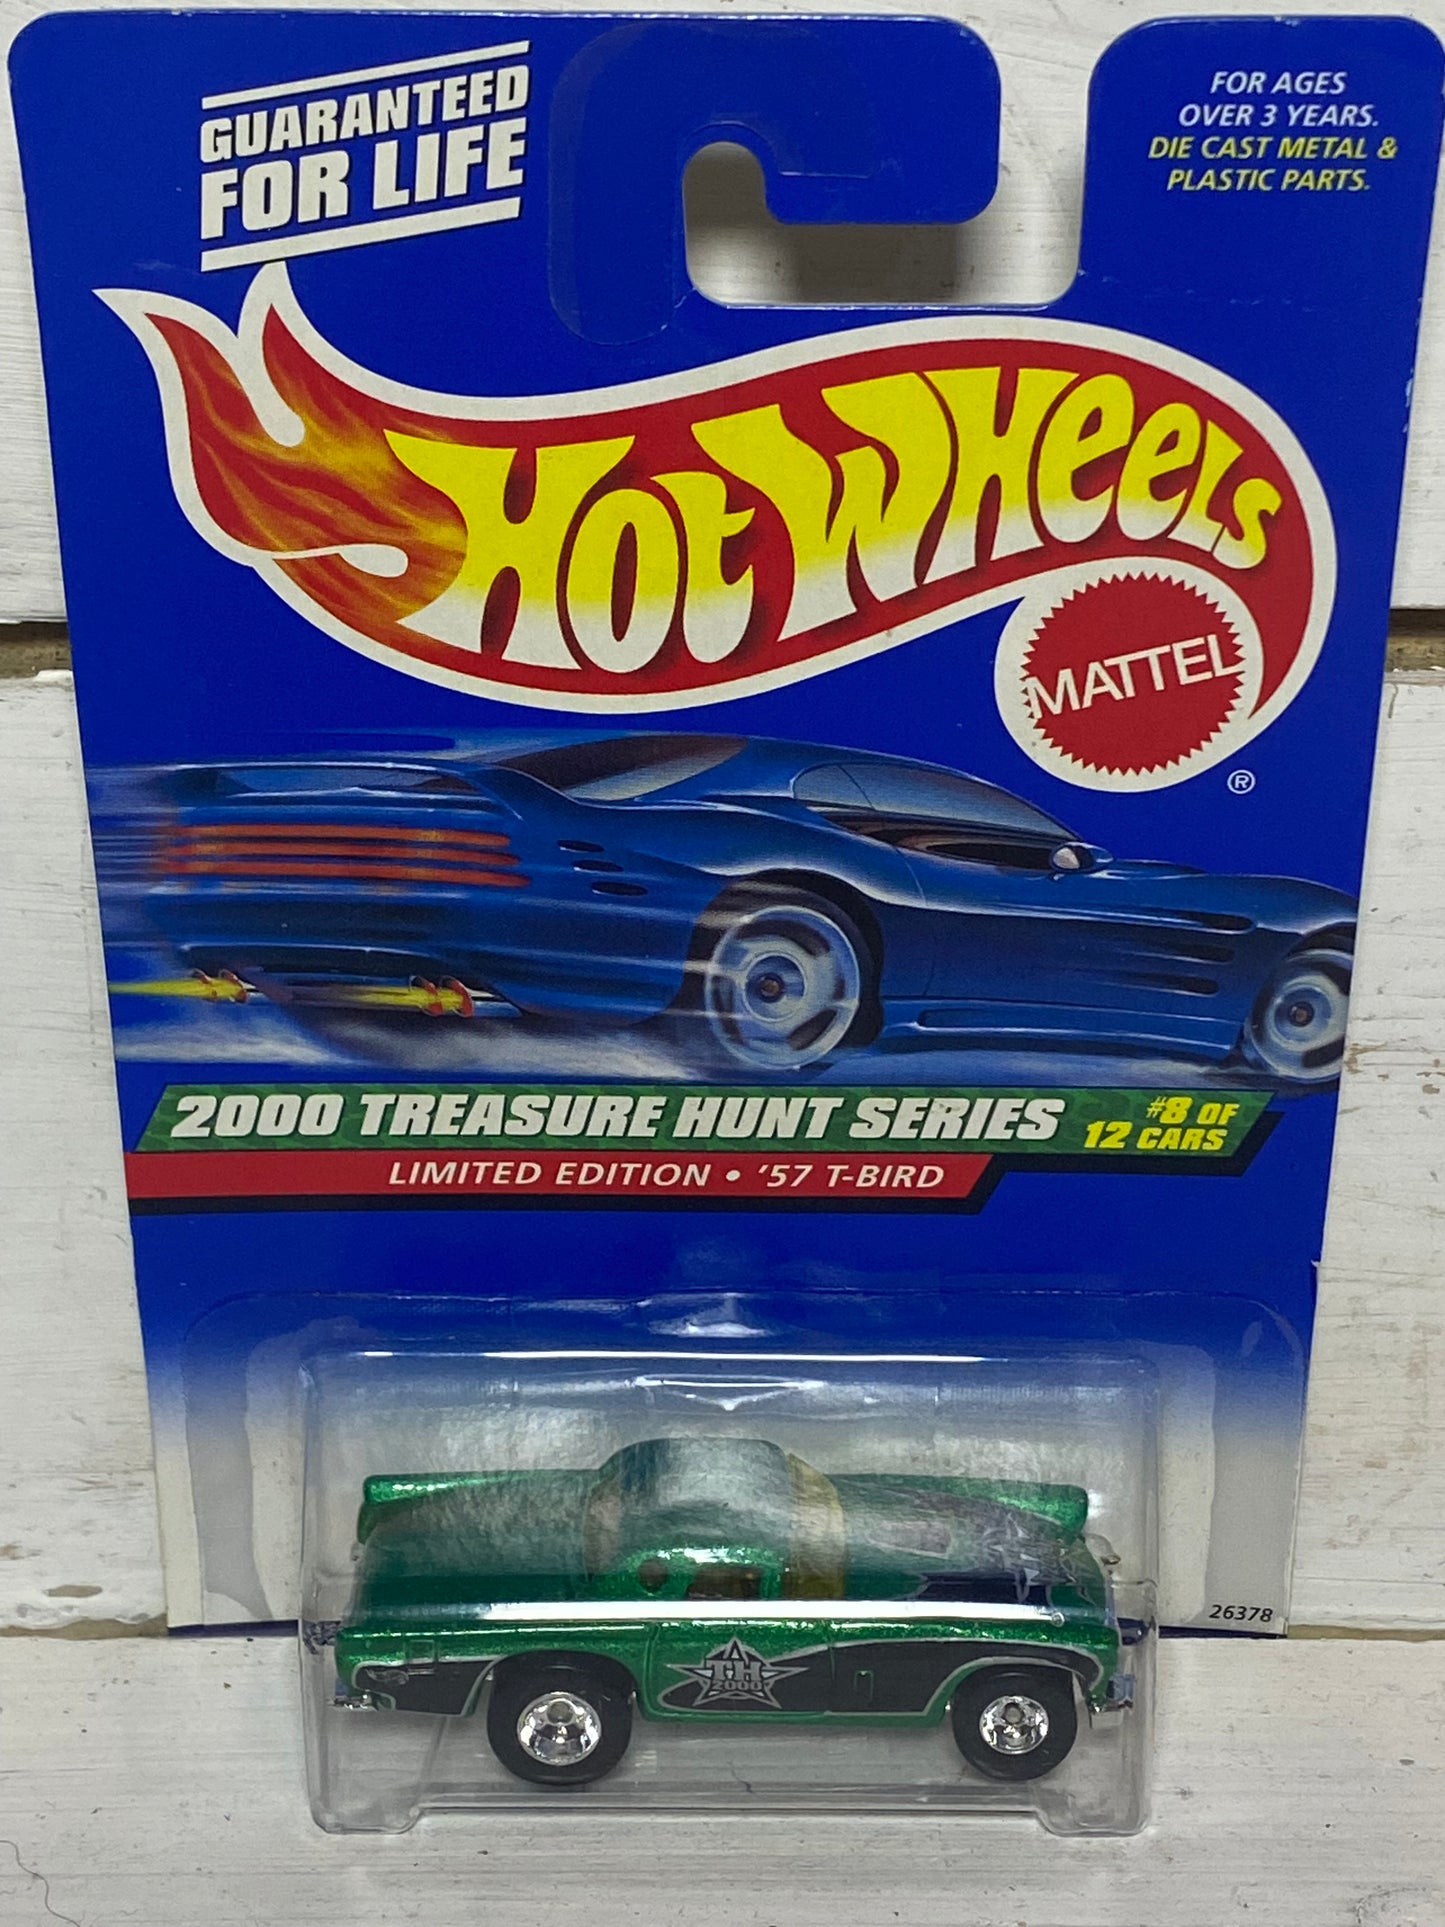 GUARANTEED
FOR LIFE
FOR AGES
OVER 3 YEARS.
DIE CAST METAL &
PLASTIC PARTS.
HOT WHEELS
MATTEL
®
2000 TREASURE HUNT SERIES
#8 OF
12 CARS
LIMITED EDITION • '57 T-BIRD
26378
TH
2000